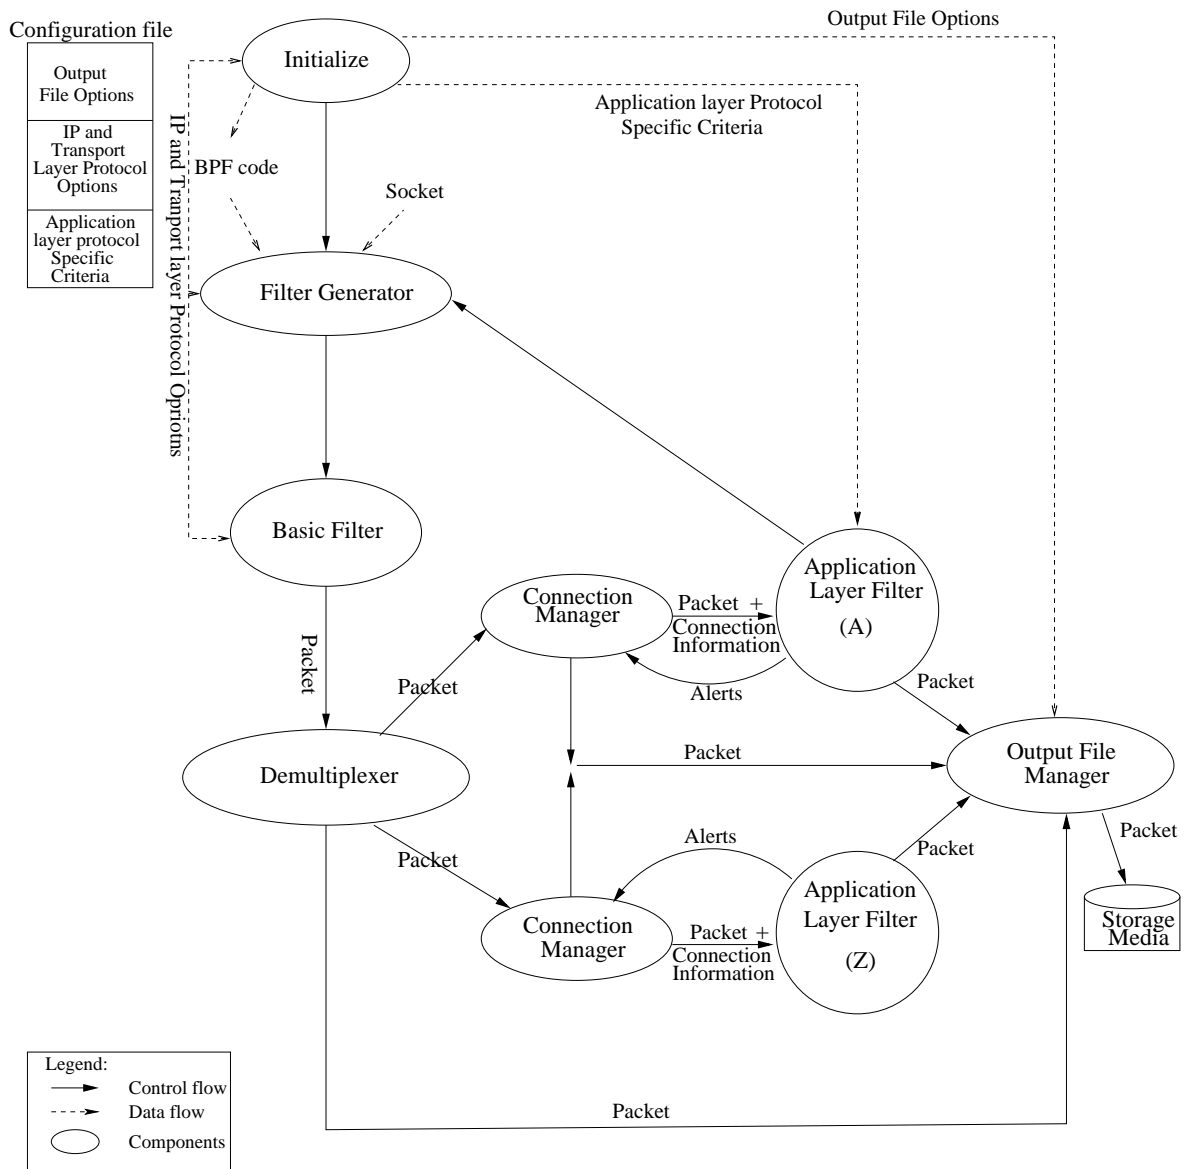 Configuration file
Output
File Options
IP and
Transport
Layer Protocol
Options
Application
layer protocol
Specific
Criteria
Initialize
Output File Options
Application layer Protocol
Specific Criteria
IP and Tranport layer Protocol Opriotns
BPF code
Socket
Filter Generator
Basic Filter
Packet
Demultiplexer
Packet
Connection
Manager
Packet +
Connection
Information
Alerts
Application
Layer Filter
(A)
Packet
Packet
Output File
Manager
Packet
Storage
Media
Packet
Connection
Manager
Alerts
Packet +
Connection
Information
Application
Layer Filter
(Z)
Packet
Packet
Legend:
Control flow
Data flow
Components